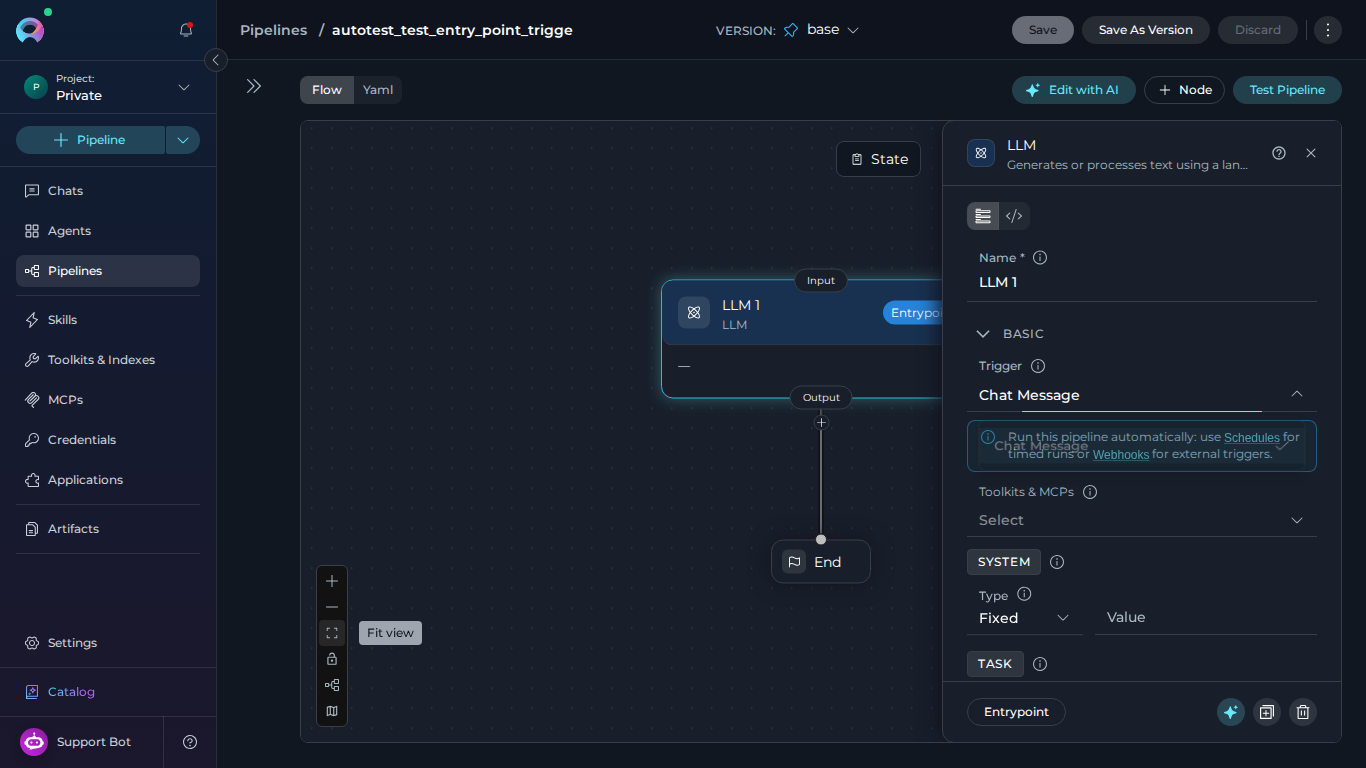 Pipelines / autotest_test_entry_point_trigge
VERSION: base
Save
Save As Version
Discard
P
Project:
Private
Pipeline
Chats
Agents
Pipelines
Skills
Toolkits & Indexes
MCPs
Credentials
Applications
Artifacts
Settings
Catalog
Support Bot
Flow
Yaml
Edit with AI
Node
Test Pipeline
State
Input
LLM 1
LLM
Entrypoi
—
Output
End
Fit view
LLM
Generates or processes text using a lan...
Name *
LLM 1
BASIC
Trigger
Chat Message
Run this pipeline automatically: use Schedules for
Chat Message
timed runs or Webhooks for external triggers.
Toolkits & MCPs
Select
SYSTEM
Type
Fixed
Value
TASK
Entrypoint